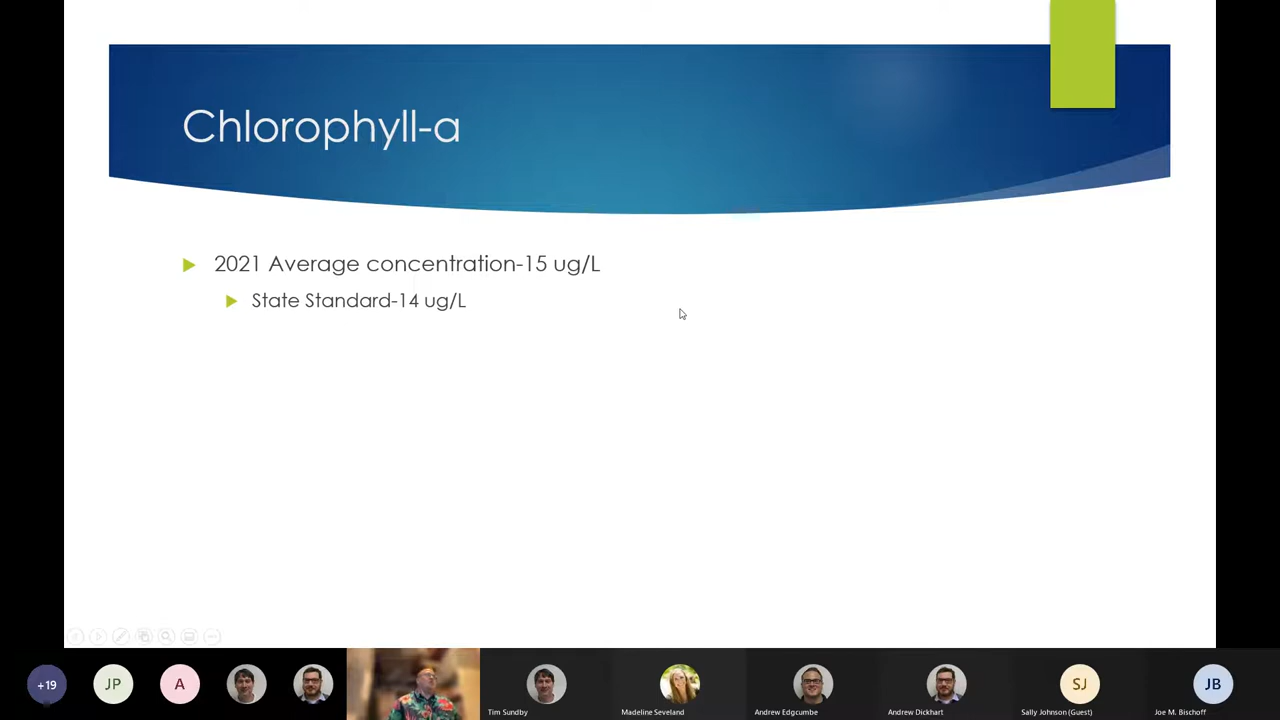 Chlorophyll-a
2021 Average concentration-15 ug/L
State Standard-14 ug/L
+19
JP
A
SJ
JB
Tim Sundby
Madeline Seveland
Andrew Edgcumbe
Andrew Dickhart
Sally Johnson (Guest)
Joe M. Bischoff